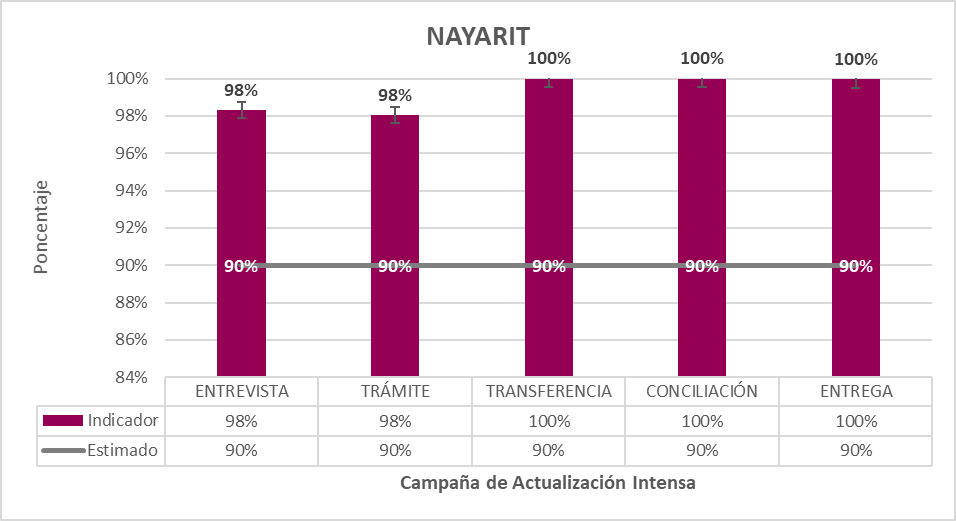 NAYARIT
100% 100% 100%
98% 98%
100%
98%
96%
94%
92%
90%
88%
86%
84%
90% 90% 90% 90% 90%
Poncentaje
ENTREVISTA TRÁMITE TRANSFERENCIA CONCILIACIÓN ENTREGA
Indicador 98% 98% 100% 100% 100%
Estimado 90% 90% 90% 90% 90%
Campaña de Actualización Intensa